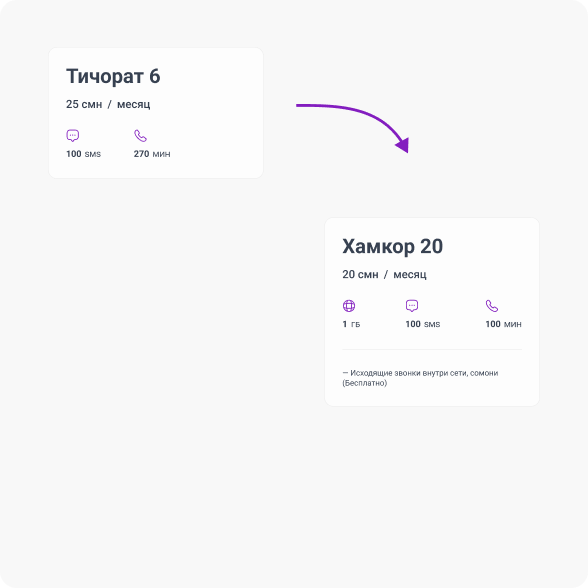 Тичорат 6
25 смн / месяц
100 SMS 270 мин
Хамкор 20
20 смн / месяц
1 ГБ 100 SMS 100 мин
— Исходящие звонки внутри сети, сомони
(Бесплатно)